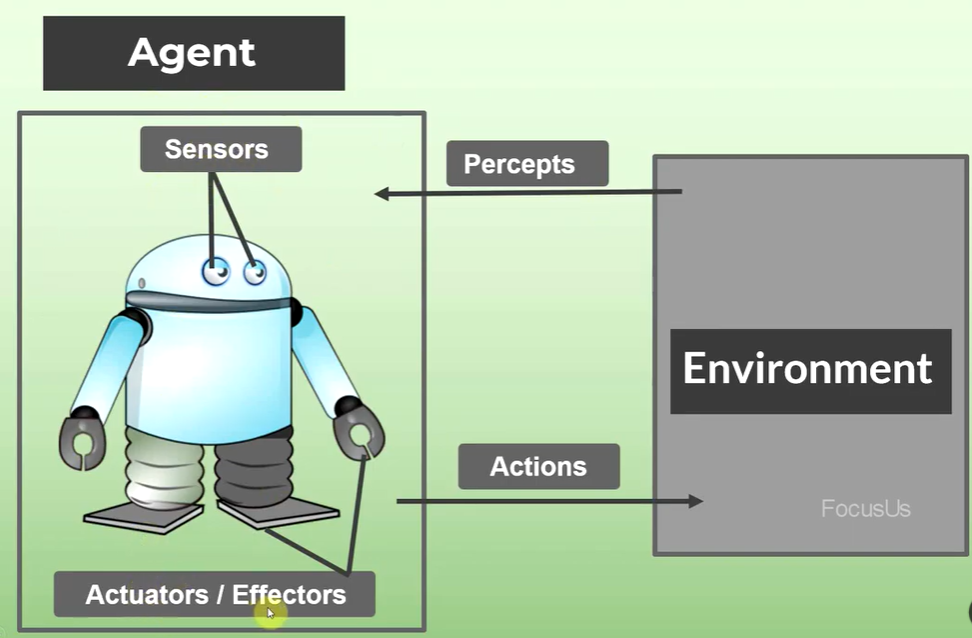 Agent
Sensors
Percepts
Environment
Actions
FocusUs
Actuators / Effectors